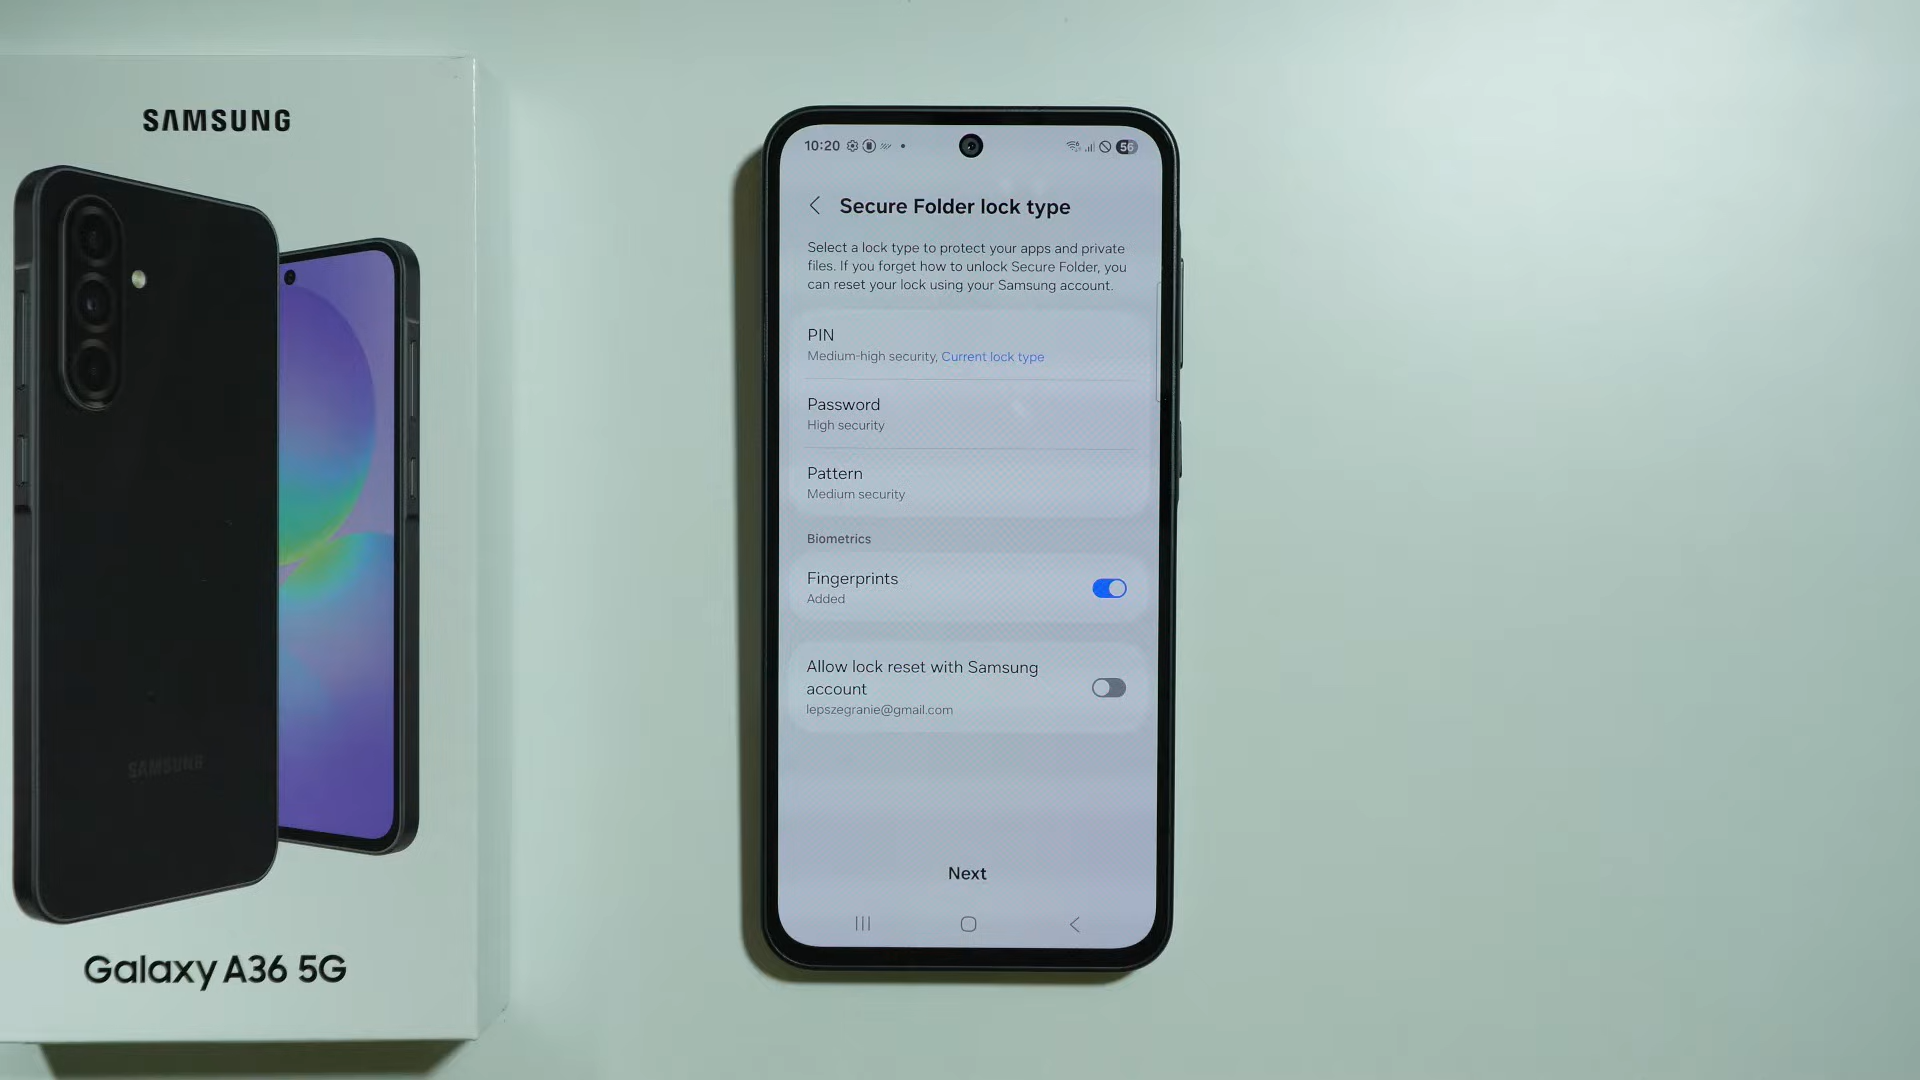 SAMSUNG
SAMSUNG
Galaxy A36 5G
10:20
56
Secure Folder lock type
Select a lock type to protect your apps and private
files. If you forget how to unlock Secure Folder, you
can reset your lock using your Samsung account.
PIN
Medium-high security, Current lock type
Password
High security
Pattern
Medium security
Biometrics
Fingerprints
Added
Allow lock reset with Samsung
account
lepszegranie@gmail.com
Next